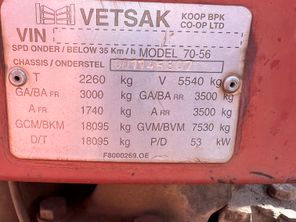 VETSAK KOOP BPK
CO-OP LTD
VIN
SPD ONDER / BELOW 35 Km/h MODEL 70-56
CHASSIS / ONDERSTEL
T 2260 kg V 5540 kg
GA/BA FR 3000 kg GA/BA RR 3500 kg
A FR 1740 kg A RR 3500 kg
GCM/BKM 18095 kg GVM/BVM 7530 kg
D/T 18095 kg P/D 53 kW
F8000269.OE